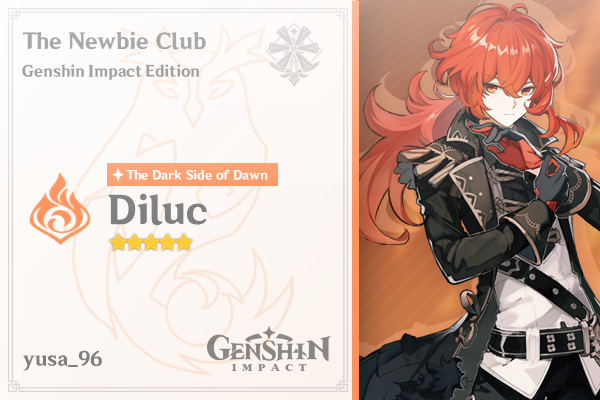 The Newbie Club
Genshin Impact Edition
The Dark Side of Dawn
Diluc
yusa_96
GENSHIN
IMPACT